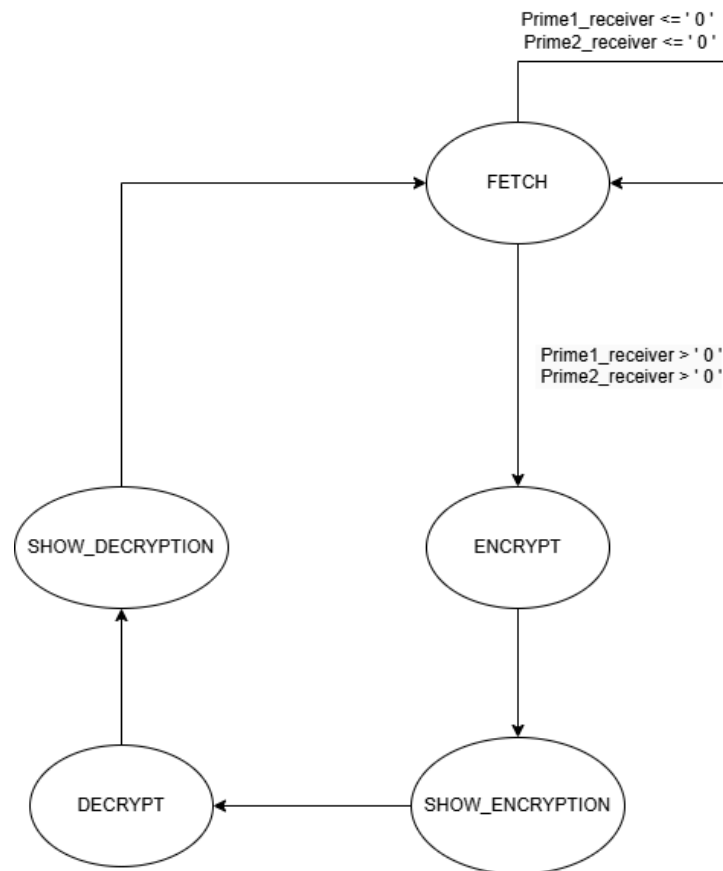 Prime1_receiver <= ' 0 '
Prime2_receiver <= ' 0 '
FETCH
Prime1_receiver > ' 0 '
Prime2_receiver > ' 0 '
SHOW_DECRYPTION
ENCRYPT
DECRYPT
SHOW_ENCRYPTION